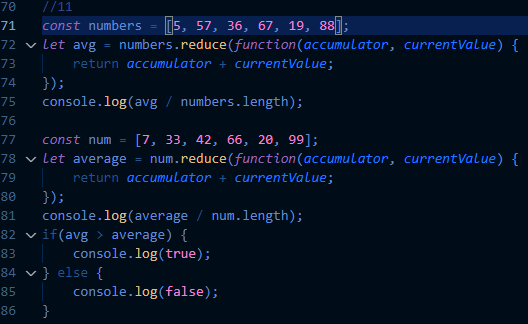 70 //11
71 const numbers = [5, 57, 36, 67, 19, 88];
72 let avg = numbers.reduce(function(accumulator, currentValue) {
73     return accumulator + currentValue;
74 });
75 console.log(avg / numbers.length);
76
77 const num = [7, 33, 42, 66, 20, 99];
78 let average = num.reduce(function(accumulator, currentValue) {
79     return accumulator + currentValue;
80 });
81 console.log(average / num.length);
82 if(avg > average) {
83     console.log(true);
84 } else {
85     console.log(false);
86 }